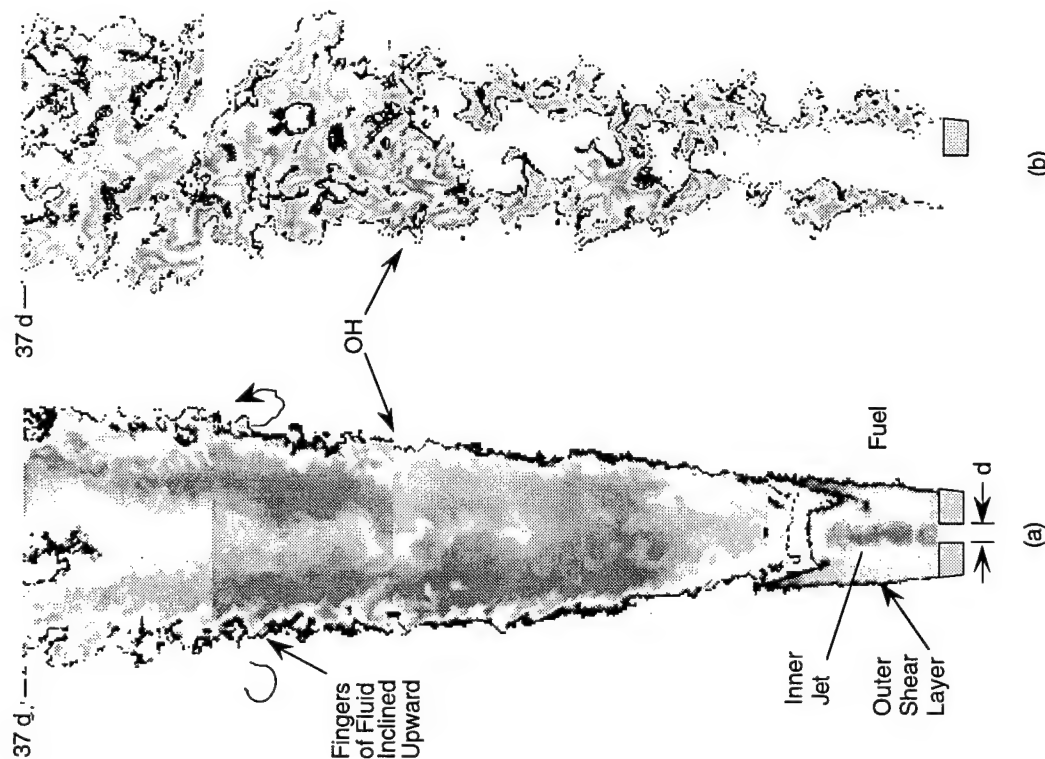 37 d
37 d
OH
Fingers
of Fluid
Inclined
Upward
Fuel
Inner
Jet
Outer
Shear
Layer
d
(a)
(b)